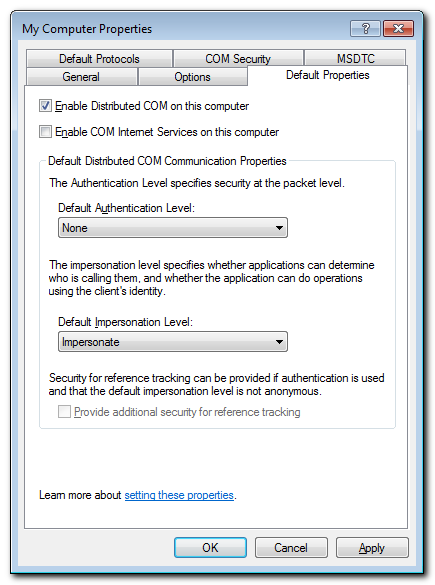 My Computer Properties
?
Default Protocols COM Security MSDTC
General Options Default Properties
Enable Distributed COM on this computer
Enable COM Internet Services on this computer
Default Distributed COM Communication Properties
The Authentication Level specifies security at the packet level.
Default Authentication Level:
None
The impersonation level specifies whether applications can determine
who is calling them, and whether the application can do operations
using the client's identity.
Default Impersonation Level:
Impersonate
Security for reference tracking can be provided if authentication is used
and that the default impersonation level is not anonymous.
Provide additional security for reference tracking
Learn more about setting these properties.
OK Cancel Apply